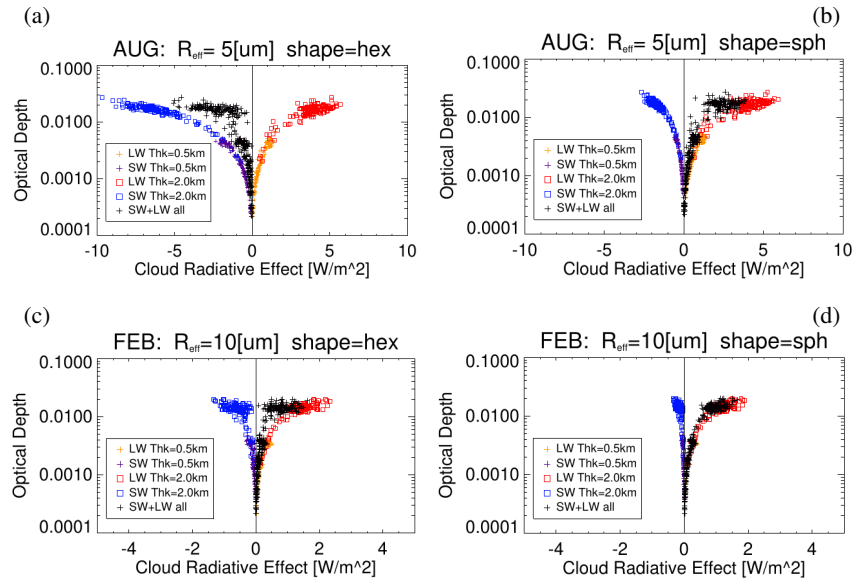 (a)
AUG: Reff= 5[um] shape=hex
Optical Depth
0.1000
0.0100
0.0010
0.0001
LW Thk=0.5km
SW Thk=0.5km
LW Thk=2.0km
SW Thk=2.0km
SW+LW all
-10 -5 0 5 10
Cloud Radiative Effect [W/m^2]
(b)
AUG: Reff= 5[um] shape=sph
Optical Depth
0.1000
0.0100
0.0010
0.0001
LW Thk=0.5km
SW Thk=0.5km
LW Thk=2.0km
SW Thk=2.0km
SW+LW all
-10 -5 0 5 10
Cloud Radiative Effect [W/m^2]
(c)
FEB: Reff=10[um] shape=hex
Optical Depth
0.1000
0.0100
0.0010
0.0001
LW Thk=0.5km
SW Thk=0.5km
LW Thk=2.0km
SW Thk=2.0km
SW+LW all
-4 -2 0 2 4
Cloud Radiative Effect [W/m^2]
(d)
FEB: Reff=10[um] shape=sph
Optical Depth
0.1000
0.0100
0.0010
0.0001
LW Thk=0.5km
SW Thk=0.5km
LW Thk=2.0km
SW Thk=2.0km
SW+LW all
-4 -2 0 2 4
Cloud Radiative Effect [W/m^2]